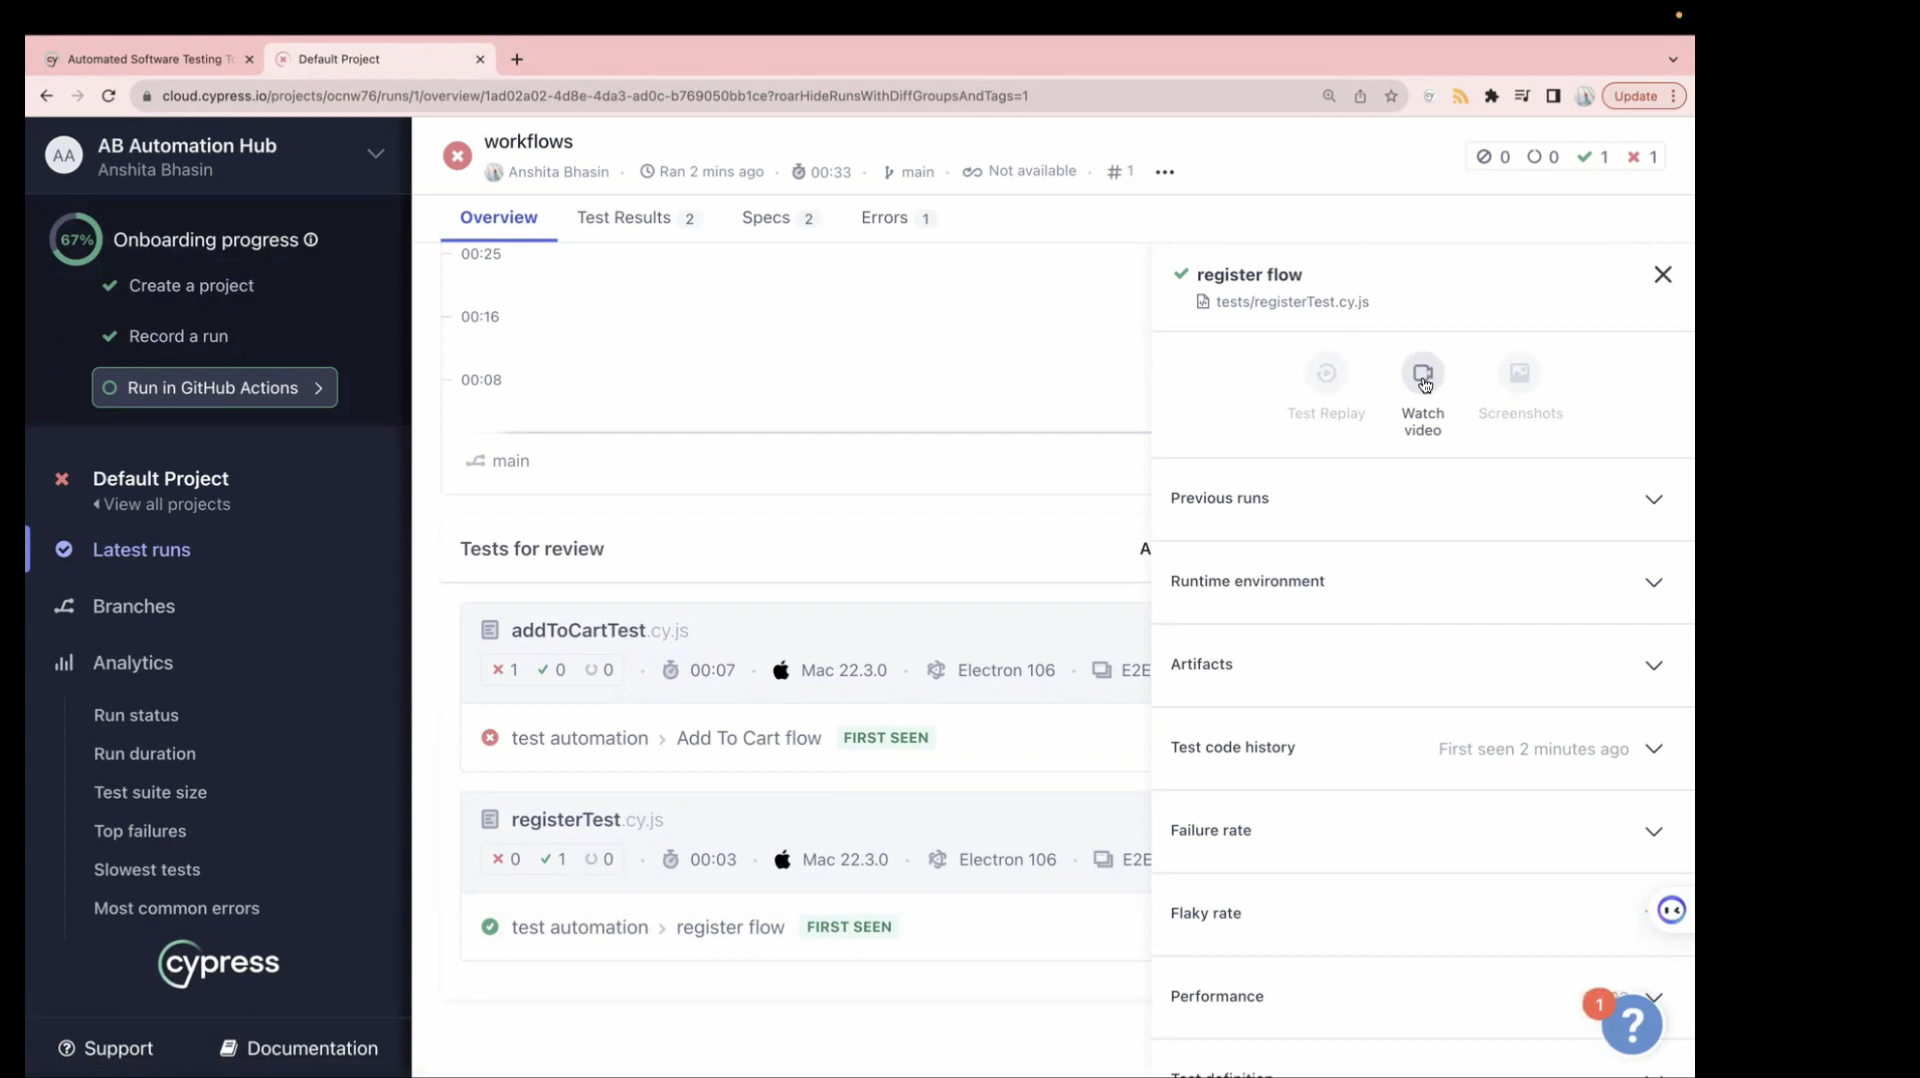 cy Automated Software Testing T
Default Project
cloud.cypress.io/projects/ocnw76/runs/1/overview/1ad02a02-4d8e-4da3-ad0c-b769050bb1ce?roarHideRunsWithDiffGroupsAndTags=1
Update
AA
AB Automation Hub
Anshita Bhasin
67%
Onboarding progress
Create a project
Record a run
Run in GitHub Actions
Default Project
View all projects
Latest runs
Branches
Analytics
Run status
Run duration
Test suite size
Top failures
Slowest tests
Most common errors
cypress
Support
Documentation
workflows
Anshita Bhasin · Ran 2 mins ago · 00:33 · main · Not available · # 1 ...
0 0 1 1
Overview
Test Results 2
Specs 2
Errors 1
00:25
00:16
00:08
main
Tests for review
A
addToCartTest.cy.js
1 0 0 · 00:07 · Mac 22.3.0 · Electron 106 · E2E
test automation > Add To Cart flow FIRST SEEN
registerTest.cy.js
0 1 0 · 00:03 · Mac 22.3.0 · Electron 106 · E2E
test automation > register flow FIRST SEEN
register flow
tests/registerTest.cy.js
Test Replay
Watch
video
Screenshots
Previous runs
Runtime environment
Artifacts
Test code history
First seen 2 minutes ago
Failure rate
Flaky rate
Performance
1
?
Test definition